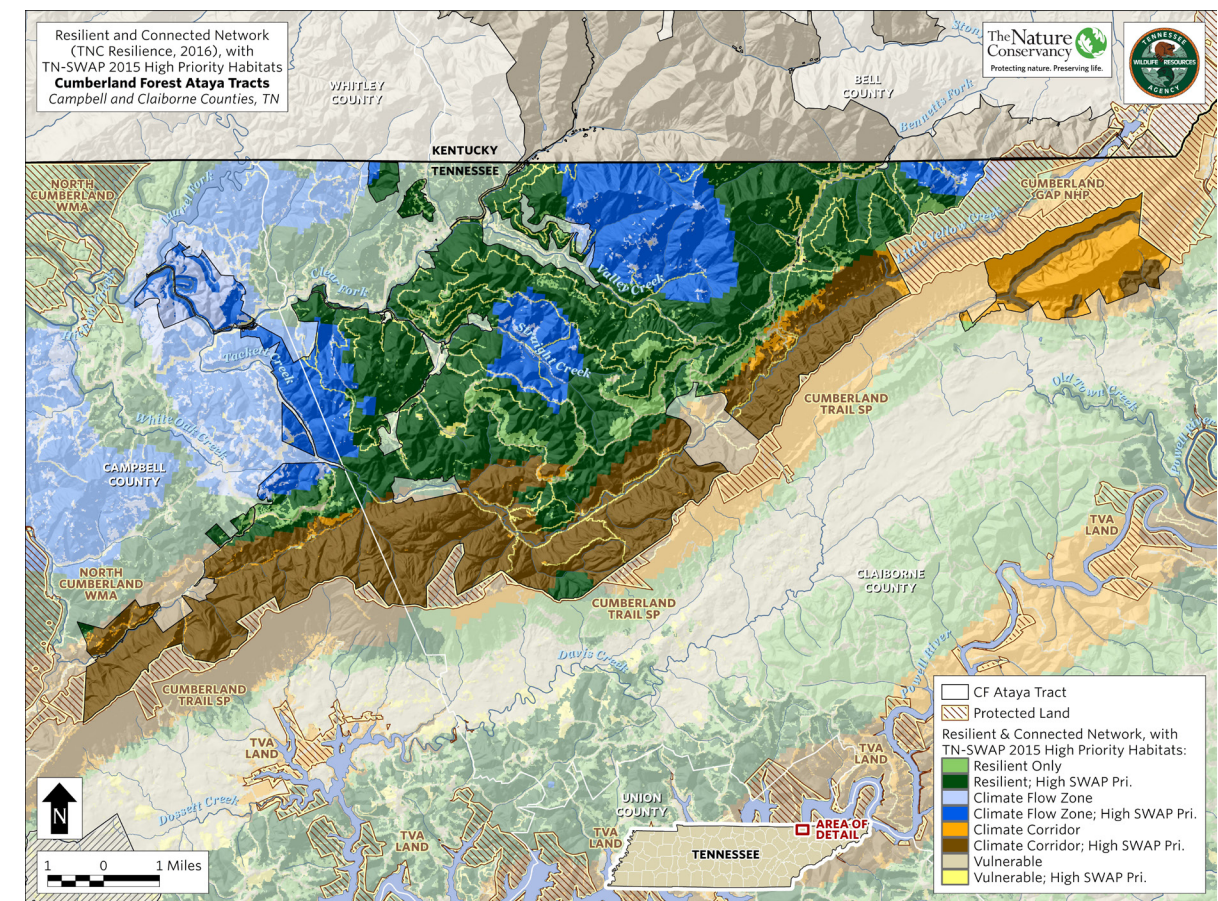 Resilient and Connected Network
(TNC Resilience, 2016), with
TN-SWAP 2015 High Priority Habitats
Cumberland Forest Ataya Tracts
Campbell and Claiborne Counties, TN
The Nature
Conservancy
Protecting nature. Preserving life.
TENNESSEE
WILDLIFE RESOURCES
AGENCY
WHITLEY
COUNTY
BELL
COUNTY
Bennetts Fork
KENTUCKY
TENNESSEE
NORTH
CUMBERLAND
WMA
CUMBERLAND
GAP NHP
Little Yellow Creek
Clear Fork
Valley Creek
Straight Creek
Tackett Creek
White Oak Creek
CUMBERLAND
TRAIL SP
Old Town Creek
Powell River
CAMPBELL
COUNTY
TVA
LAND
NORTH
CUMBERLAND
WMA
CLAIBORNE
COUNTY
CUMBERLAND
TRAIL SP
Davis Creek
Powell River
CUMBERLAND
TRAIL SP
TVA
LAND
TVA
LAND
Dossett Creek
UNION
COUNTY
TVA
LAND
TVA
LAND
N
1 0 1 Miles
AREA OF
DETAIL
TENNESSEE
CF Ataya Tract
Protected Land
Resilient & Connected Network, with
TN-SWAP 2015 High Priority Habitats:
Resilient Only
Resilient; High SWAP Pri.
Climate Flow Zone
Climate Flow Zone; High SWAP Pri.
Climate Corridor
Climate Corridor; High SWAP Pri.
Vulnerable
Vulnerable; High SWAP Pri.